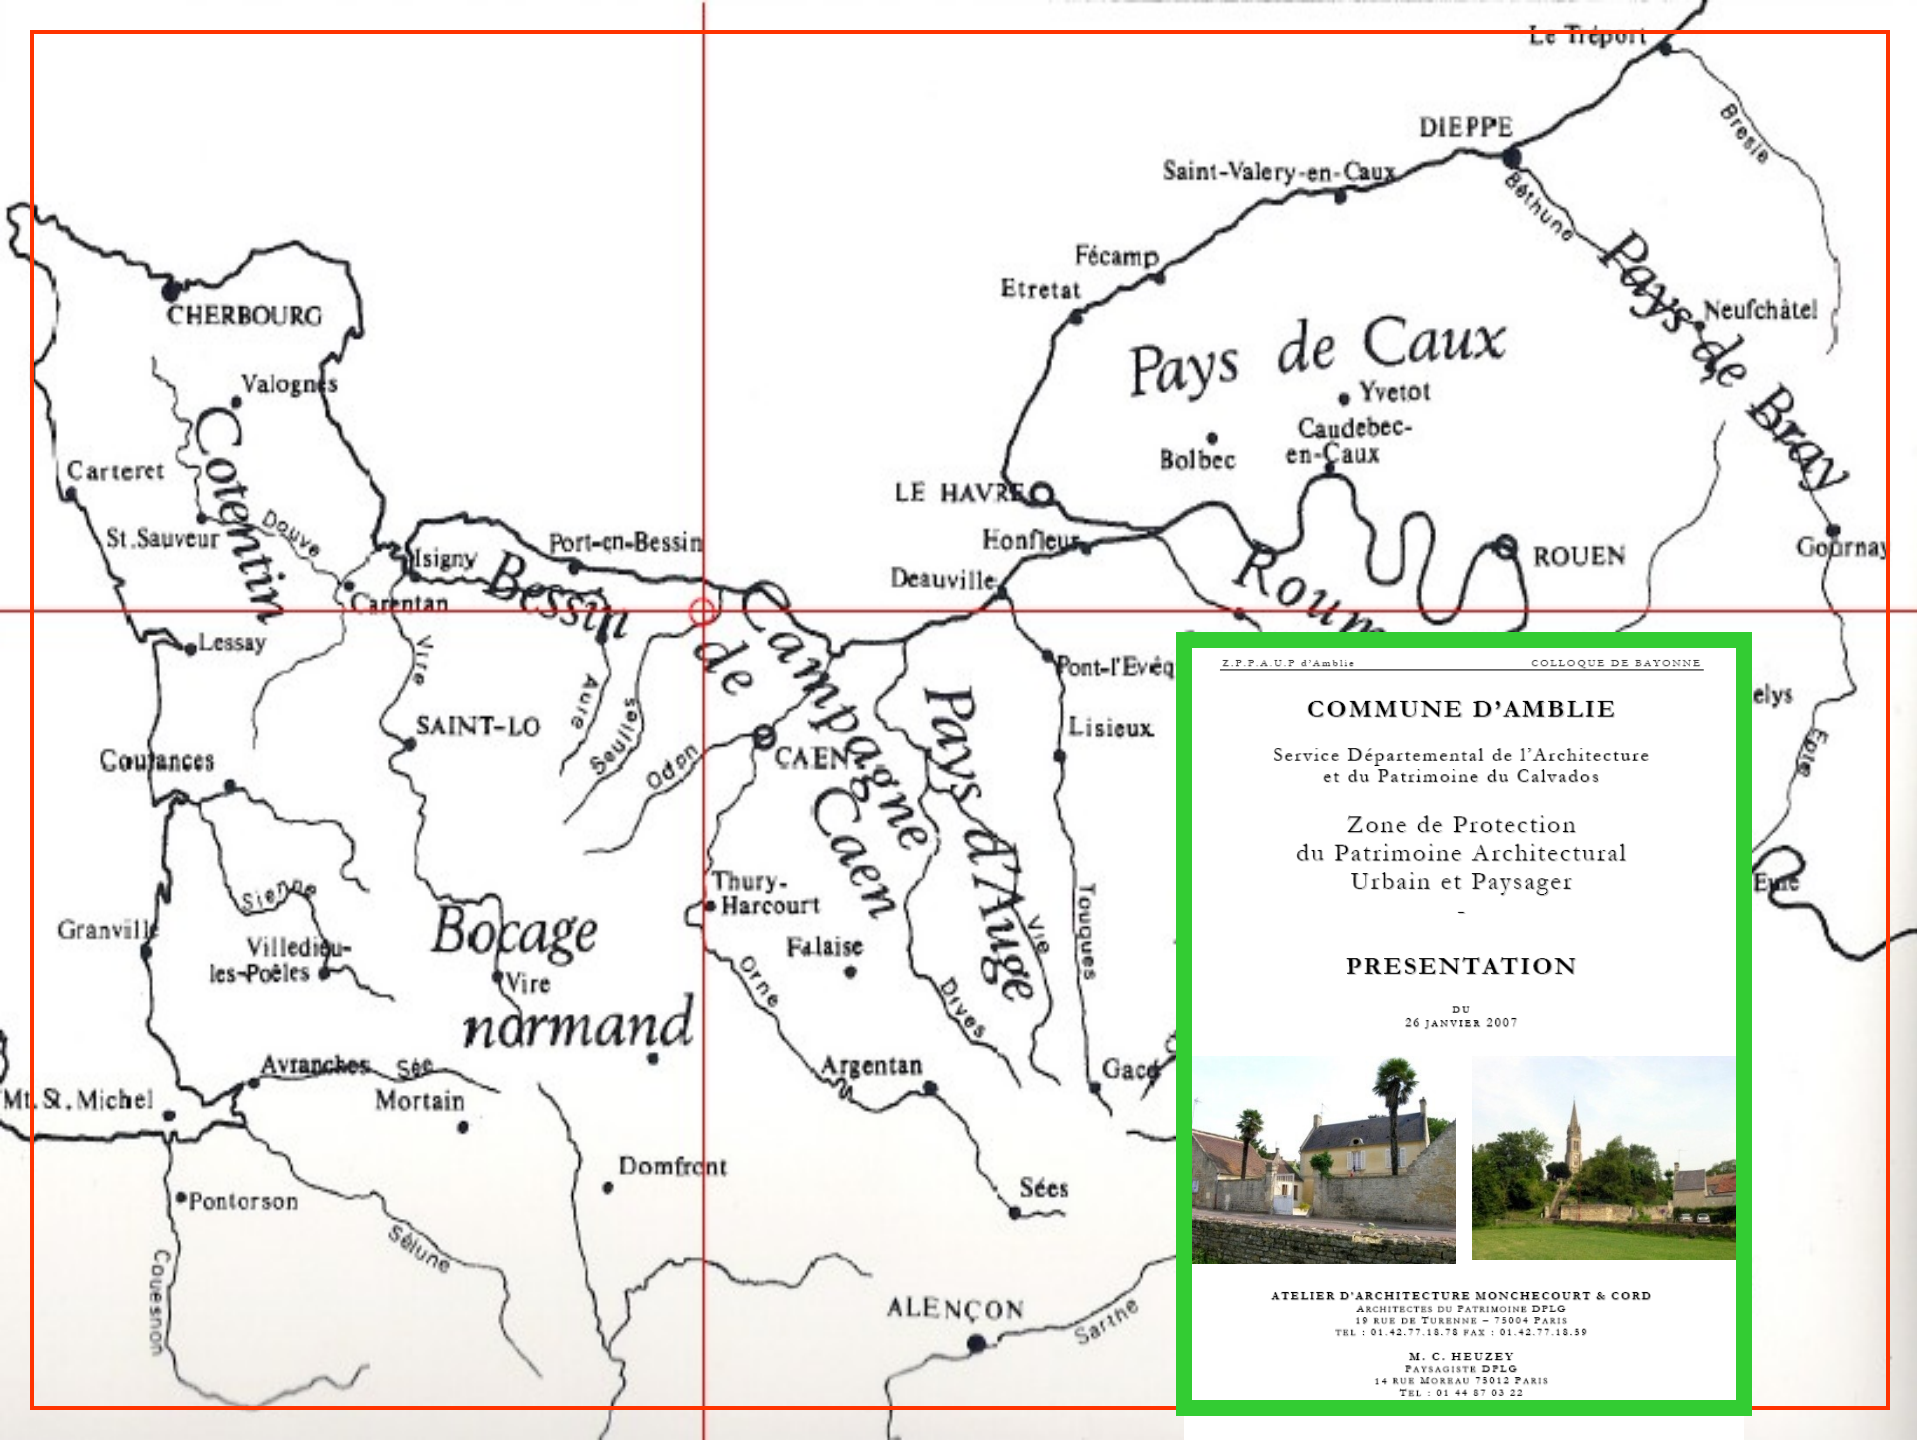 Le Tréport
Bresle
DIEPPE
Saint-Valery-en-Caux
Béthune
Fécamp
Etretat
Pays de Bray
Neufchâtel
CHERBOURG
Pays de Caux
Yvetot
Valognes
Caudebec-
en-Caux
Bolbec
Cotentin
Carteret
LE HAVRE
Douve
St.Sauveur
Port-en-Bessin
Honfleur
ROUEN
Gournay
Isigny
Bessin
Deauville
Roum
Carentan
Campagne
de
Caen
Lessay
Vire
Pont-l'Evêq
elys
Aure
Seulles
Pays d'Auge
SAINT-LO
Lisieux
Odon
CAEN
Epte
Coutances
Thury-
Harcourt
Sienne
Touques
Eure
Granville
Bocage
normand
Vie
Villedieu-
les-Poêles
Falaise
Vire
Orne
Dives
Avranches
Sée
Argentan
Gacé
Mt. St. Michel
Mortain
Domfront
Sées
Pontorson
Sélune
Couesnon
ALENÇON
Sarthe
Z.P.P.A.U.P d'Amblie COLLOQUE DE BAYONNE
COMMUNE D'AMBLIE
Service Départemental de l'Architecture
et du Patrimoine du Calvados
Zone de Protection
du Patrimoine Architectural
Urbain et Paysager
-
PRESENTATION
DU
26 JANVIER 2007
ATELIER D'ARCHITECTURE MONCHECOURT & CORD
ARCHITECTES DU PATRIMOINE DPLG
19 RUE DE TURENNE – 75004 PARIS
TEL : 01.42.77.18.78 FAX : 01.42.77.18.59
M. C. HEUZEY
PAYSAGISTE DPLG
14 RUE MOREAU 75012 PARIS
TEL : 01 44 87 03 22